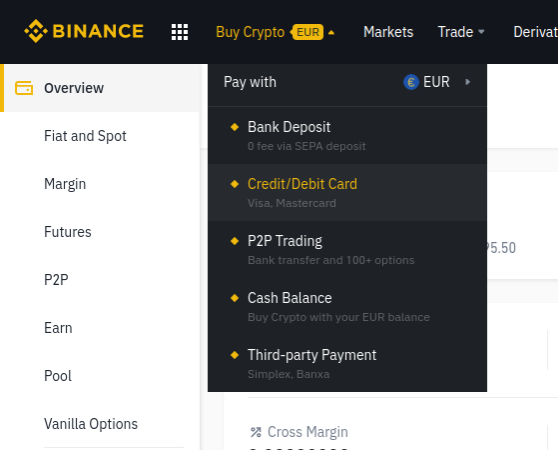 BINANCE Buy Crypto EUR Markets Trade Derivat
Overview
Fiat and Spot
Margin
Futures
P2P
Earn
Pool
Vanilla Options
Pay with EUR
Bank Deposit
0 fee via SEPA deposit
Credit/Debit Card
Visa, Mastercard
P2P Trading
Bank transfer and 100+ options
Cash Balance
Buy Crypto with your EUR balance
Third-party Payment
Simplex, Banxa
95.50
Cross Margin